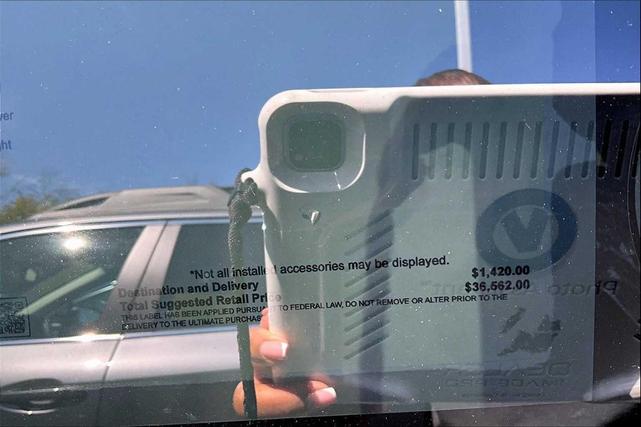 *Not all installed accessories may be displayed.
Destination and Delivery $1,420.00
Total Suggested Retail Price $36,562.00
THIS LABEL HAS BEEN APPLIED PURSUANT TO FEDERAL LAW, DO NOT REMOVE OR ALTER PRIOR TO THE
DELIVERY TO THE ULTIMATE PURCHAS